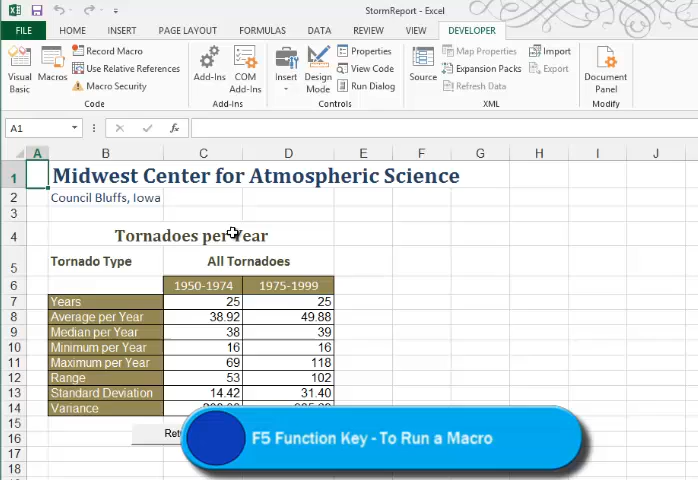 StormReport - Excel
FILE HOME INSERT PAGE LAYOUT FORMULAS DATA REVIEW VIEW DEVELOPER
Visual Basic
Macros
Record Macro
Use Relative References
Macro Security
Code
Add-Ins
COM Add-Ins
Add-Ins
Insert
Design Mode
Properties
View Code
Run Dialog
Controls
Source
Map Properties
Expansion Packs
Refresh Data
Import
Export
XML
Document Panel
Modify
A1 fx
A B C D E F G H I J
1 Midwest Center for Atmospheric Science
2 Council Bluffs, Iowa
3
4 Tornadoes per Year
5 Tornado Type All Tornadoes
6 1950-1974 1975-1999
7 Years 25 25
8 Average per Year 38.92 49.88
9 Median per Year 38 39
10 Minimum per Year 16 16
11 Maximum per Year 69 118
12 Range 53 102
13 Standard Deviation 14.42 31.40
14 Variance
15
16
17
18
F5 Function Key - To Run a Macro